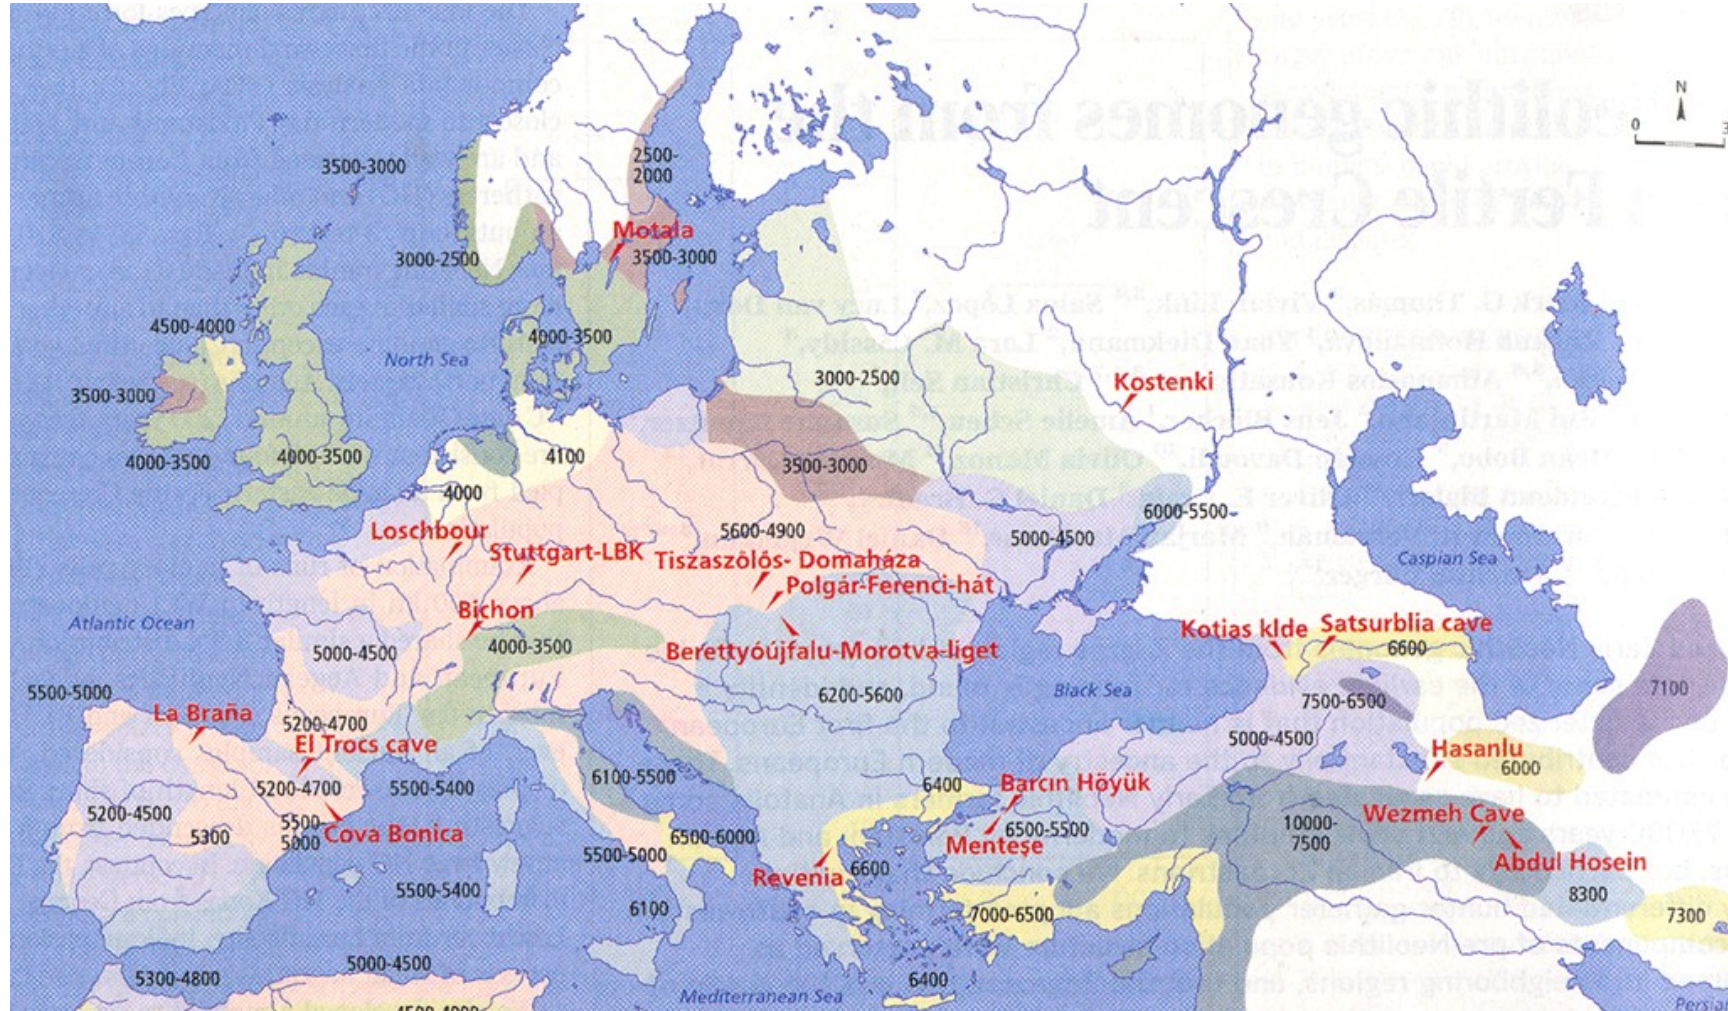 N
0
3
3500-3000
2500-
2000
Motala
3000-2500
3500-3000
4500-4000
North Sea
4000-3500
3500-3000
3000-2500
Kostenki
4000-3500
4000-3500
4100
3500-3000
4000
6000-5500
Loschbour
5600-4900
5000-4500
Stuttgart-LBK
Tiszaszölős- Domaháza
Caspian Sea
Polgár-Ferenci-hát
Bichon
Atlantic Ocean
Kotias klde
Satsurblia cave
5000-4500
4000-3500
Berettyóújfalu-Morotva-liget
6600
5500-5000
6200-5600
Black Sea
7500-6500
7100
La Braña
5200-4700
5000-4500
El Trocs cave
Hasanlu
6000
5200-4700
5500-5400
6100-5500
6400
Barcın Höyük
5200-4500
5300
5500
5000
Cova Bonica
6500-6000
6500-5500
Menteşe
10000-
7500
Wezmeh Cave
5500-5000
Revenia
6600
Abdul Hosein
5500-5400
6100
7000-6500
8300
7300
5300-4800
5000-4500
6400
Mediterranean Sea
4500-4000